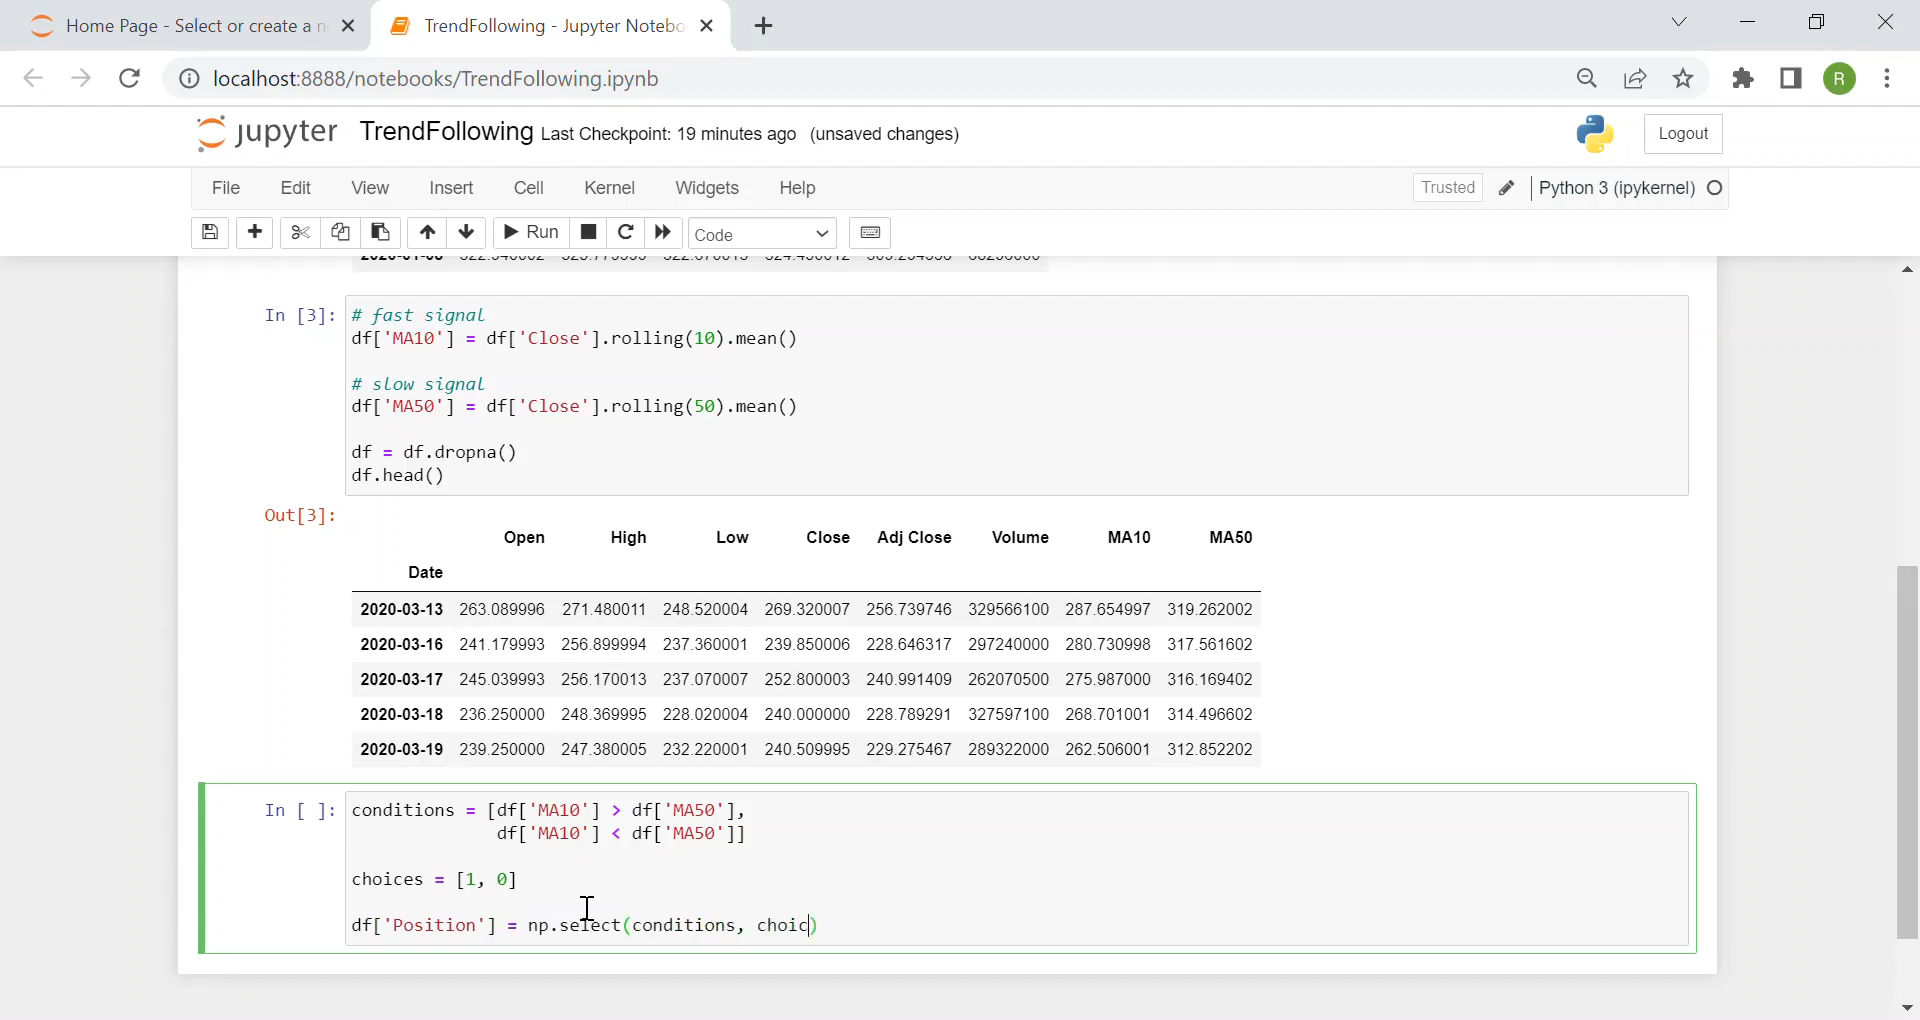 Home Page - Select or create a n
TrendFollowing - Jupyter Notebo
localhost:8888/notebooks/TrendFollowing.ipynb
R
jupyter TrendFollowing Last Checkpoint: 19 minutes ago (unsaved changes)
Logout
File Edit View Insert Cell Kernel Widgets Help
Trusted Python 3 (ipykernel)
Run Code
In [3]: # fast signal
df['MA10'] = df['Close'].rolling(10).mean()
# slow signal
df['MA50'] = df['Close'].rolling(50).mean()
df = df.dropna()
df.head()
Out[3]:
Open High Low Close Adj Close Volume MA10 MA50
Date
2020-03-13 263.089996 271.480011 248.520004 269.320007 256.739746 329566100 287.654997 319.262002
2020-03-16 241.179993 256.899994 237.360001 239.850006 228.646317 297240000 280.730998 317.561602
2020-03-17 245.039993 256.170013 237.070007 252.800003 240.991409 262070500 275.987000 316.169402
2020-03-18 236.250000 248.369995 228.020004 240.000000 228.789291 327597100 268.701001 314.496602
2020-03-19 239.250000 247.380005 232.220001 240.509995 229.275467 289322000 262.506001 312.852202
In [ ]: conditions = [df['MA10'] > df['MA50'],
df['MA10'] < df['MA50']]
choices = [1, 0]
df['Position'] = np.select(conditions, choic)